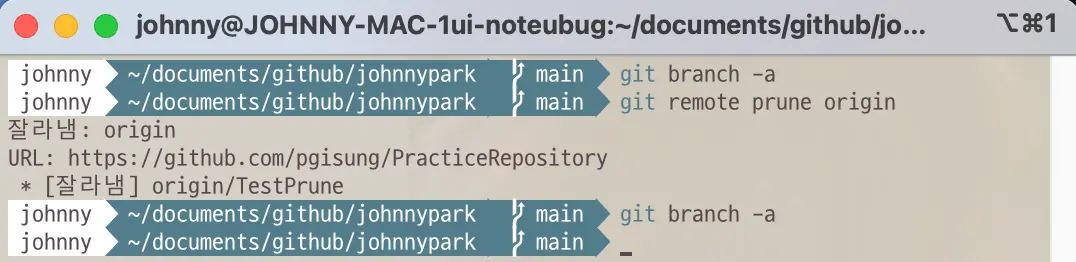 johnny@JOHNNY-MAC-1ui-noteubug:~/documents/github/jo... ⌥⌘1
johnny ~/documents/github/johnnypark main git branch -a
johnny ~/documents/github/johnnypark main git remote prune origin
잘라냄: origin
URL: https://github.com/pgisung/PracticeRepository
* [잘라냄] origin/TestPrune
johnny ~/documents/github/johnnypark main git branch -a
johnny ~/documents/github/johnnypark main _